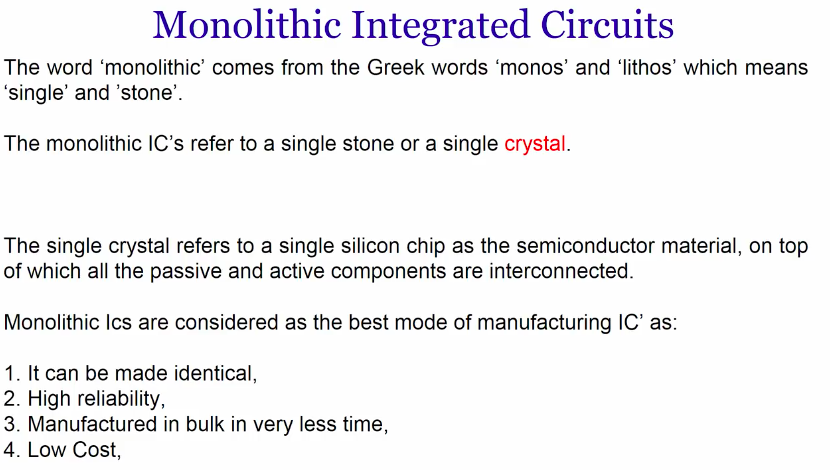 Monolithic Integrated Circuits
The word ‘monolithic’ comes from the Greek words ‘monos’ and ‘lithos’ which means
‘single’ and ’stone’.
The monolithic IC’s refer to a single stone or a single crystal.
The single crystal refers to a single silicon chip as the semiconductor material, on top
of which all the passive and active components are interconnected.
Monolithic Ics are considered as the best mode of manufacturing IC’ as:
1. It can be made identical,
2. High reliability,
3. Manufactured in bulk in very less time,
4. Low Cost,